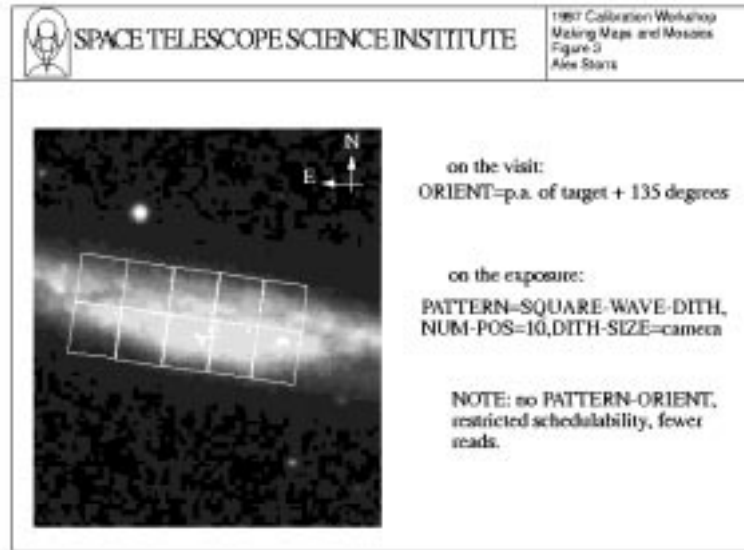 SPACE TELESCOPE SCIENCE INSTITUTE
1997 Calibration Workshop
Making Maps and Mosaics
Figure 3
Alex Storrs
N
E
on the visit:
ORIENT=p.a. of target + 135 degrees
on the exposure:
PATTERN=SQUARE-WAVE-DITH,
NUM-POS=10,DITH-SIZE=camera
NOTE: no PATTERN-ORIENT,
restricted schedulability, fewer
reads.